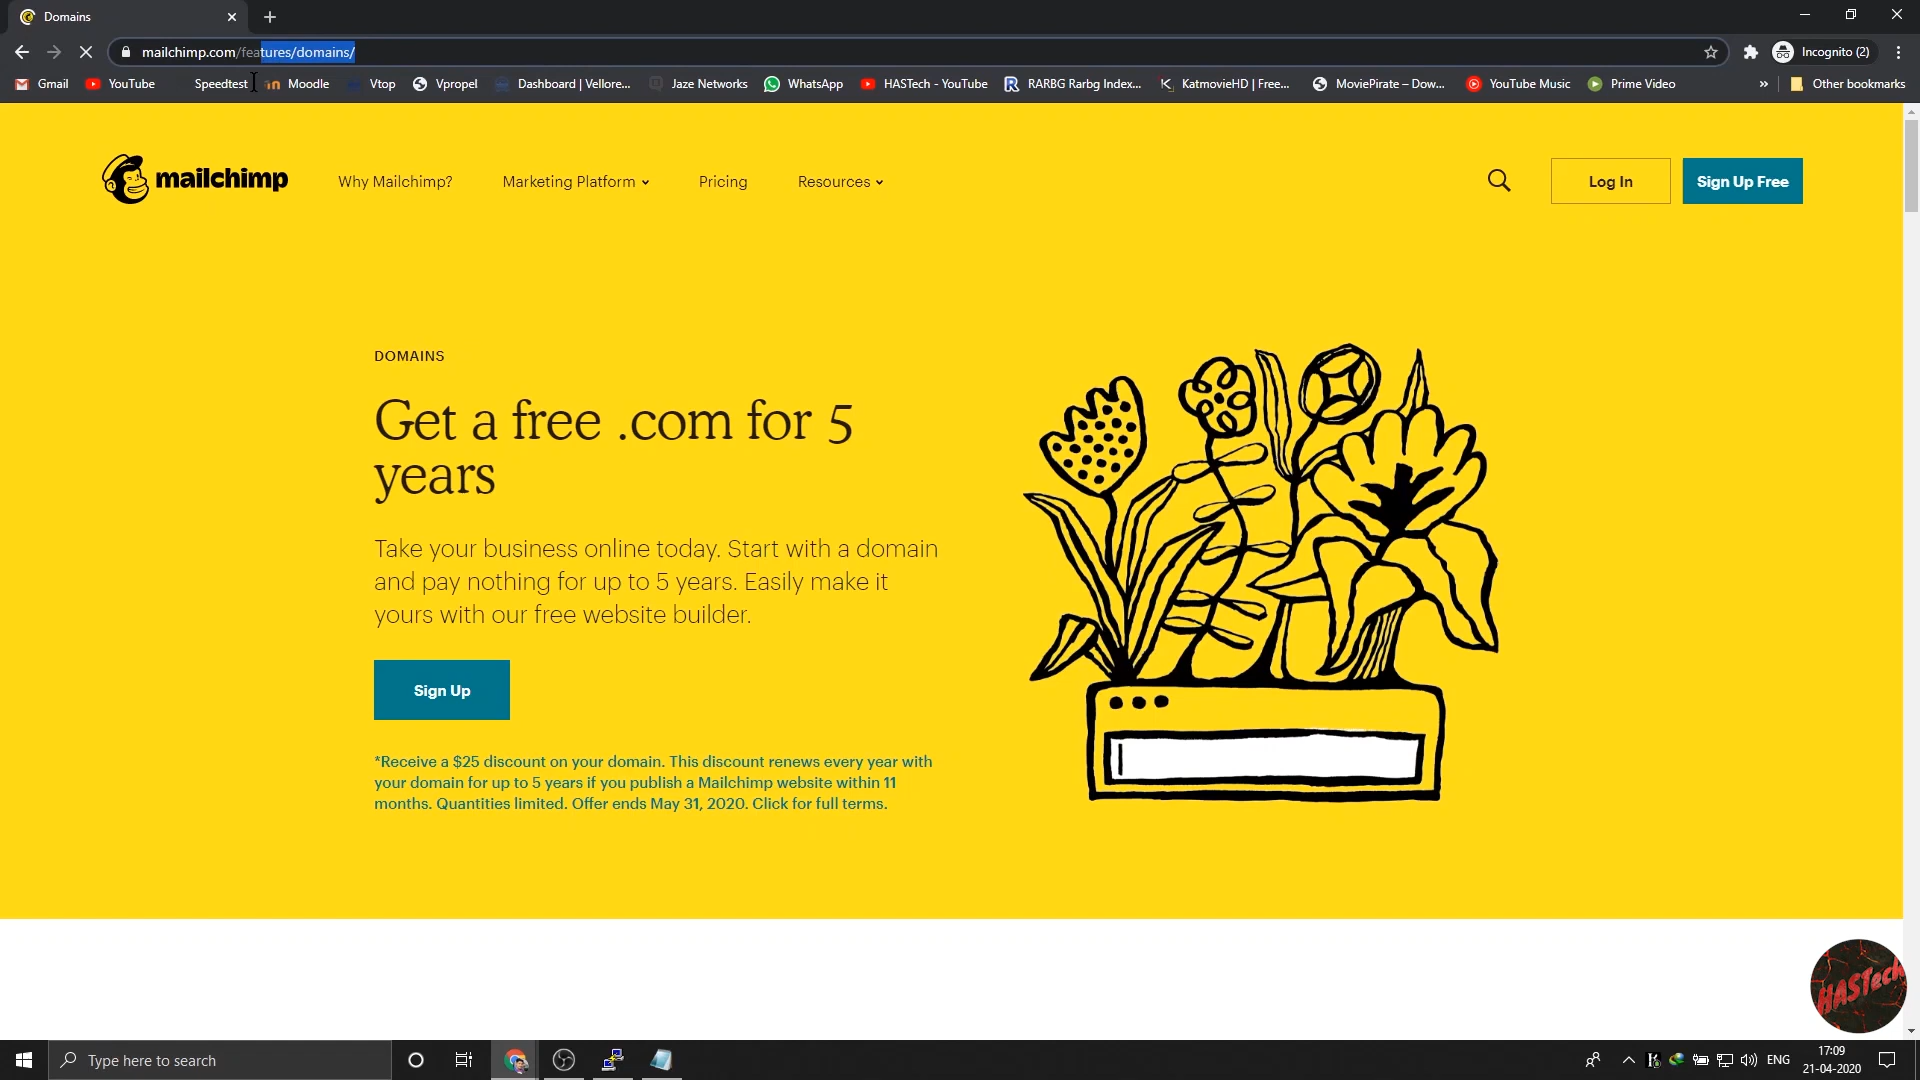 Domains
mailchimp.com/features/domains/
Incognito (2)
Gmail
YouTube
Speedtest
Moodle
Vtop
Vpropel
Dashboard | Vellore...
Jaze Networks
WhatsApp
HASTech - YouTube
RARBG Rarbg Index...
KatmovieHD | Free...
MoviePirate – Dow...
YouTube Music
Prime Video
»
Other bookmarks
mailchimp
Why Mailchimp?
Marketing Platform
Pricing
Resources
Log In
Sign Up Free
DOMAINS
Get a free .com for 5
years
Take your business online today. Start with a domain
and pay nothing for up to 5 years. Easily make it
yours with our free website builder.
Sign Up
*Receive a $25 discount on your domain. This discount renews every year with
your domain for up to 5 years if you publish a Mailchimp website within 11
months. Quantities limited. Offer ends May 31, 2020. Click for full terms.
HASTech
Type here to search
ENG
17:09
21-04-2020